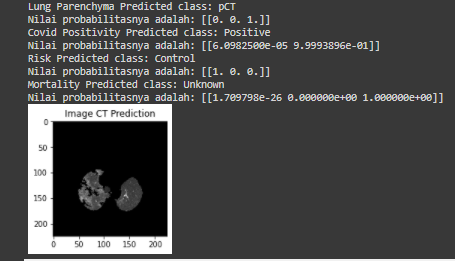 Lung Parenchyma Predicted class: pCT
Nilai probabilitasnya adalah: [[0. 0. 1.]]
Covid Positivity Predicted class: Positive
Nilai probabilitasnya adalah: [[6.0982500e-05 9.9993896e-01]]
Risk Predicted class: Control
Nilai probabilitasnya adalah: [[1. 0. 0.]]
Mortality Predicted class: Unknown
Nilai probabilitasnya adalah: [[1.709798e-26 0.000000e+00 1.000000e+00]]
Image CT Prediction
0
50
100
150
200
0 50 100 150 200